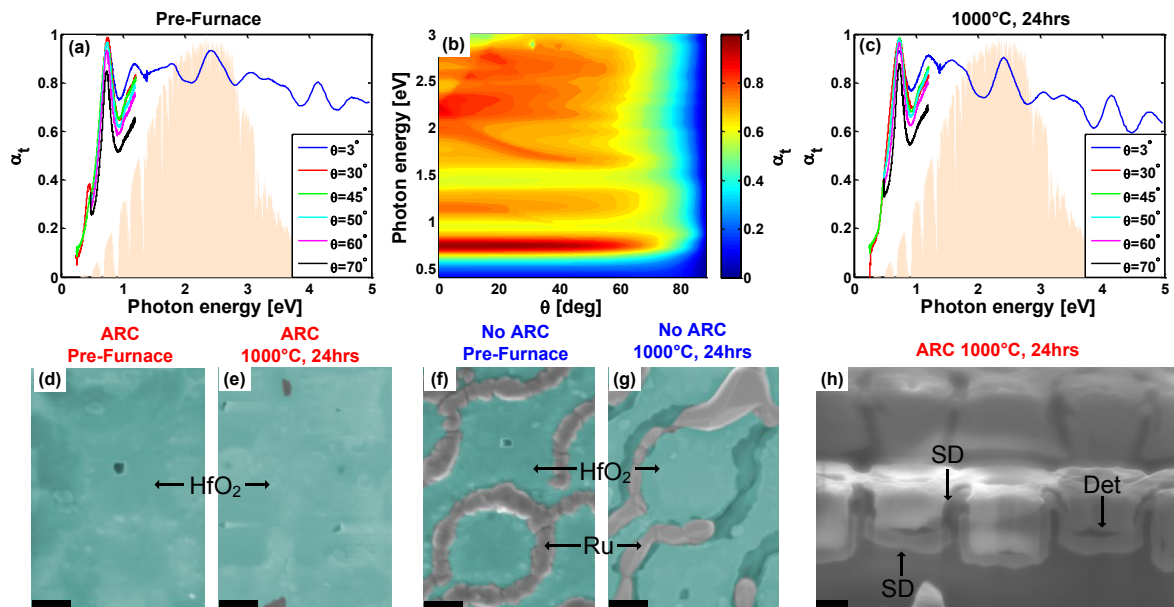 Pre-Furnace
(a)
αt
1
0.8
0.6
0.4
0.2
0
0 1 2 3 4 5
Photon energy [eV]
θ=3°
θ=30°
θ=45°
θ=50°
θ=60°
θ=70°
(b)
Photon energy [eV]
3
2.5
2
1.5
1
0.5
0 20 40 60 80
θ [deg]
1
0.8
0.6
0.4
0.2
0
αt
1000°C, 24hrs
(c)
αt
1
0.8
0.6
0.4
0.2
0
0 1 2 3 4 5
Photon energy [eV]
θ=3°
θ=30°
θ=45°
θ=50°
θ=60°
θ=70°
ARC
Pre-Furnace
(d)
ARC
1000°C, 24hrs
(e)
HfO2
No ARC
Pre-Furnace
(f)
No ARC
1000°C, 24hrs
(g)
HfO2
Ru
ARC 1000°C, 24hrs
(h)
SD
Det
SD